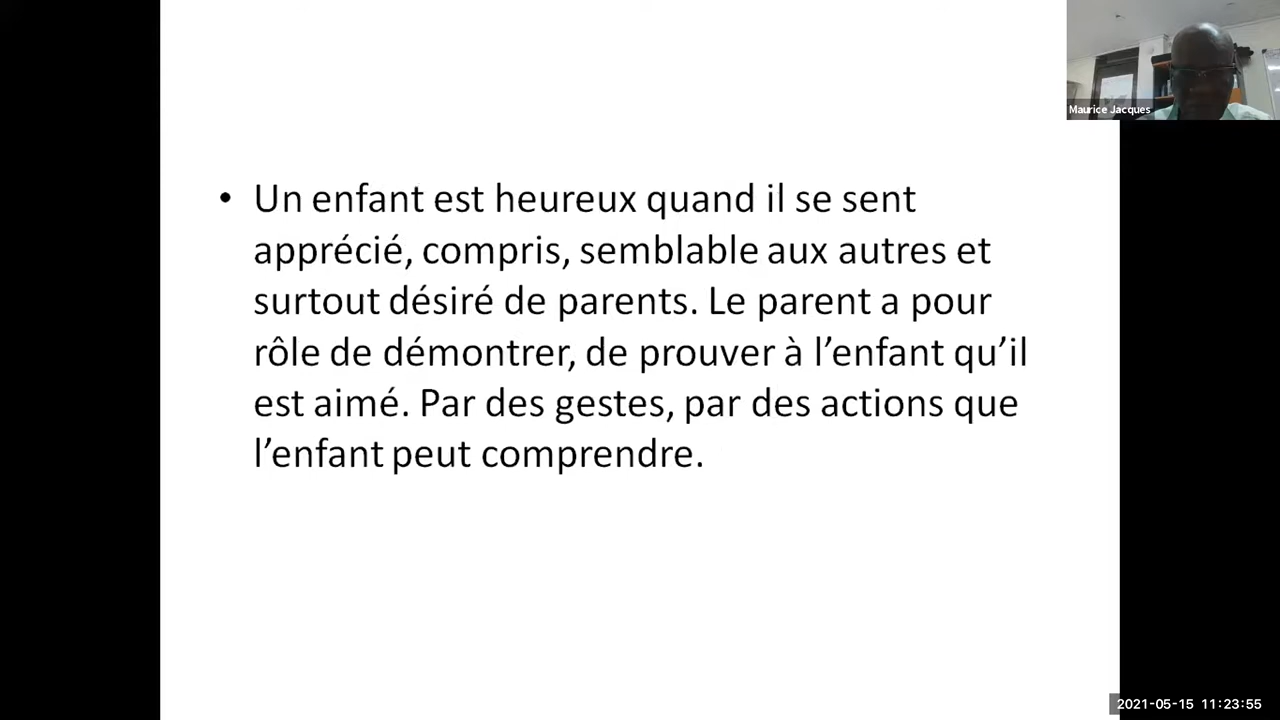 Maurice Jacques
• Un enfant est heureux quand il se sent
apprécié, compris, semblable aux autres et
surtout désiré de parents. Le parent a pour
rôle de démontrer, de prouver à l’enfant qu’il
est aimé. Par des gestes, par des actions que
l’enfant peut comprendre.
2021-05-15 11:23:55